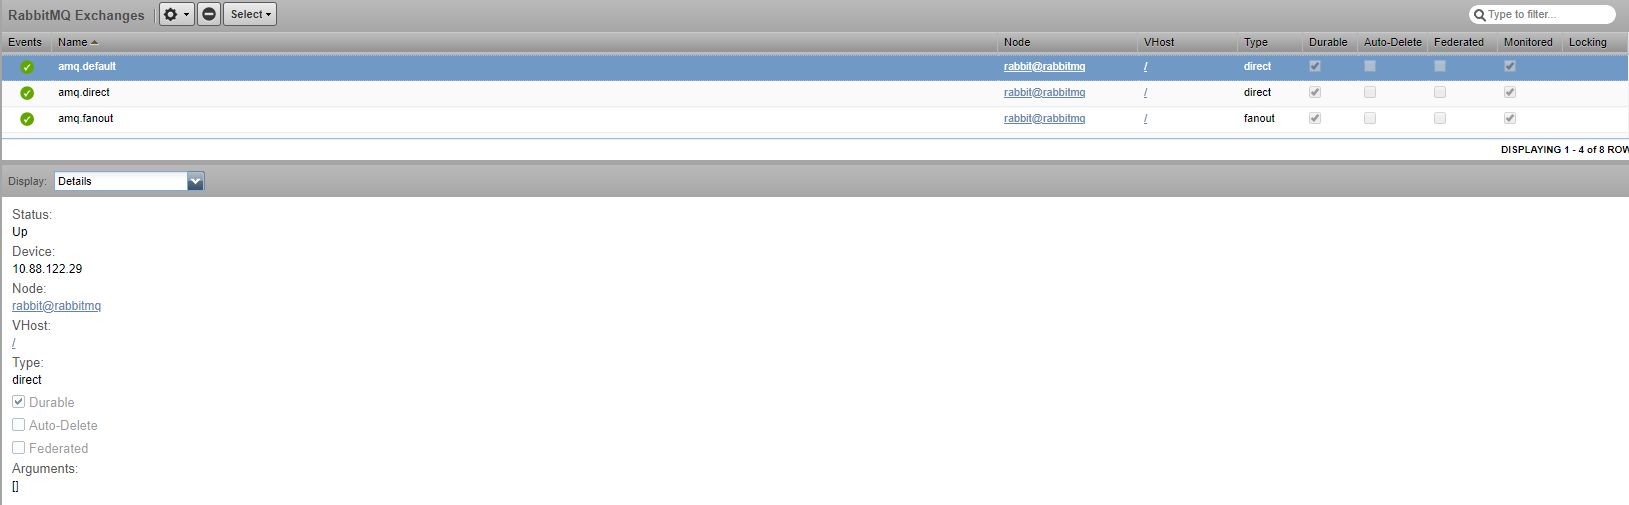 RabbitMQ Exchanges Select Type to filter...
Events Name Node VHost Type Durable Auto-Delete Federated Monitored Locking
amq.default rabbit@rabbitmq / direct
amq.direct rabbit@rabbitmq / direct
amq.fanout rabbit@rabbitmq / fanout
DISPLAYING 1 - 4 of 8 ROW
Display: Details
Status:
Up
Device:
10.88.122.29
Node:
rabbit@rabbitmq
VHost:
/
Type:
direct
Durable
Auto-Delete
Federated
Arguments:
[]